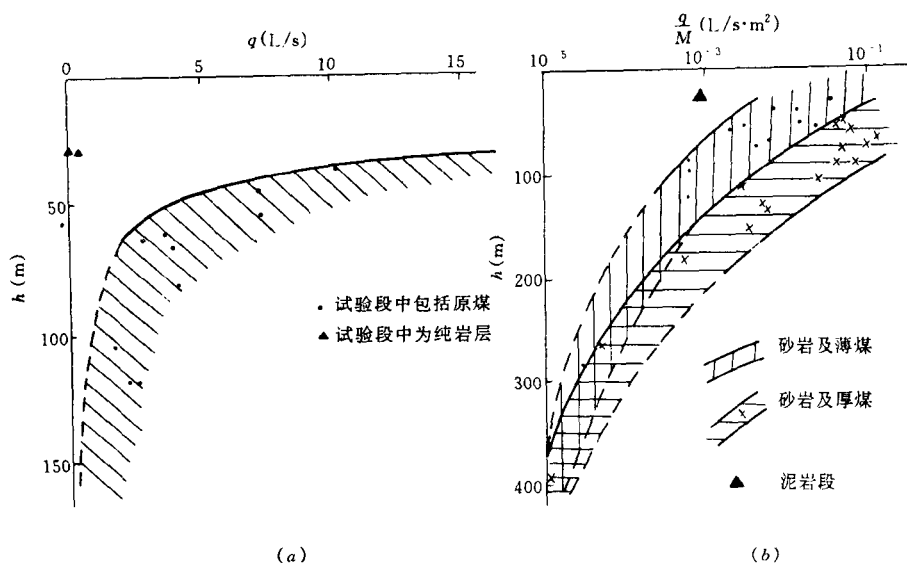 q(L/s)
0 5 10 15
50
100
150
h(m)
· 试验段中包括原煤
▲ 试验段中为纯岩层
(a)
q/M (L/s·m²)
10⁻⁵ 10⁻³ 10⁻¹
100
200
300
400
h(m)
砂岩及薄煤
砂岩及厚煤
▲ 泥岩段
(b)